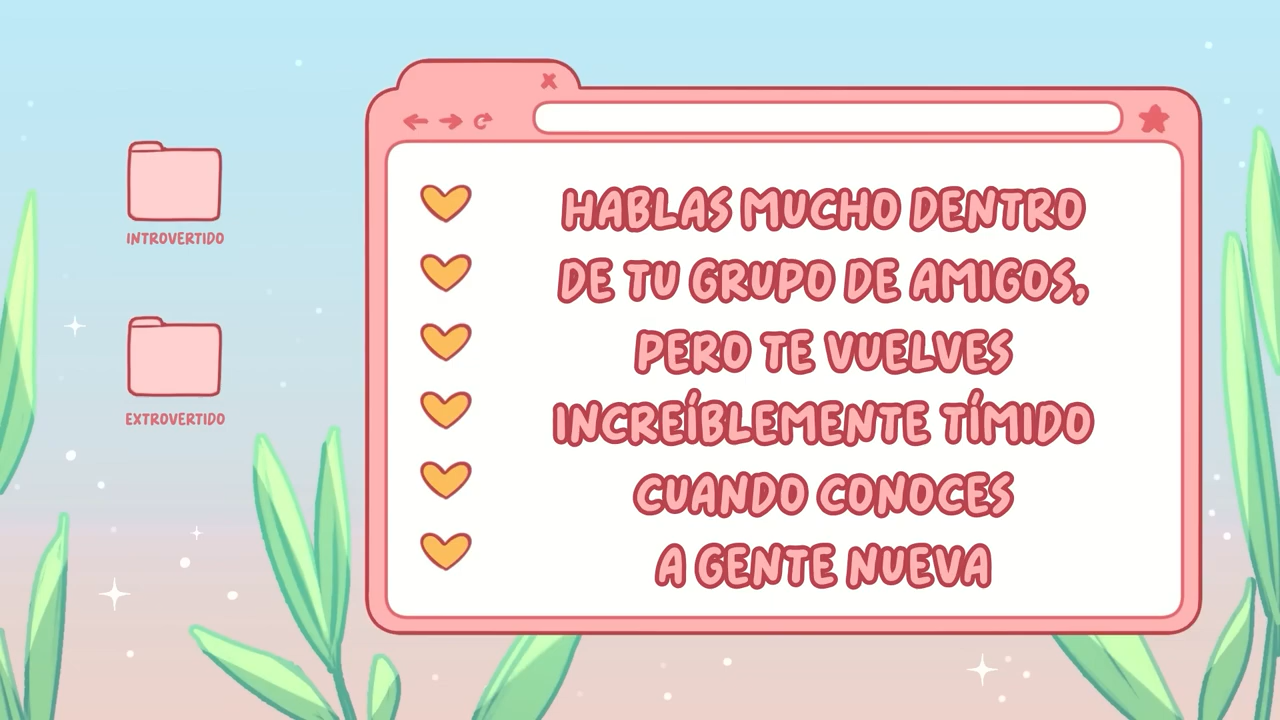 INTROVERTIDO
EXTROVERTIDO
HABLAS MUCHO DENTRO
DE TU GRUPO DE AMIGOS,
PERO TE VUELVES
INCREÍBLEMENTE TÍMIDO
CUANDO CONOCES
A GENTE NUEVA